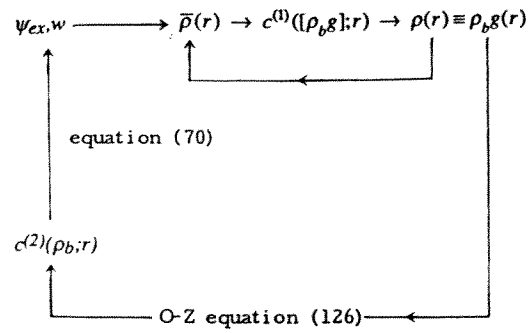 ψ_ex,w → ρ̄(r) → c⁽¹⁾([ρ_b g];r) → ρ(r) ≡ ρ_b g(r)
equation (70)
c⁽²⁾(ρ_b;r)
O-Z equation (126)